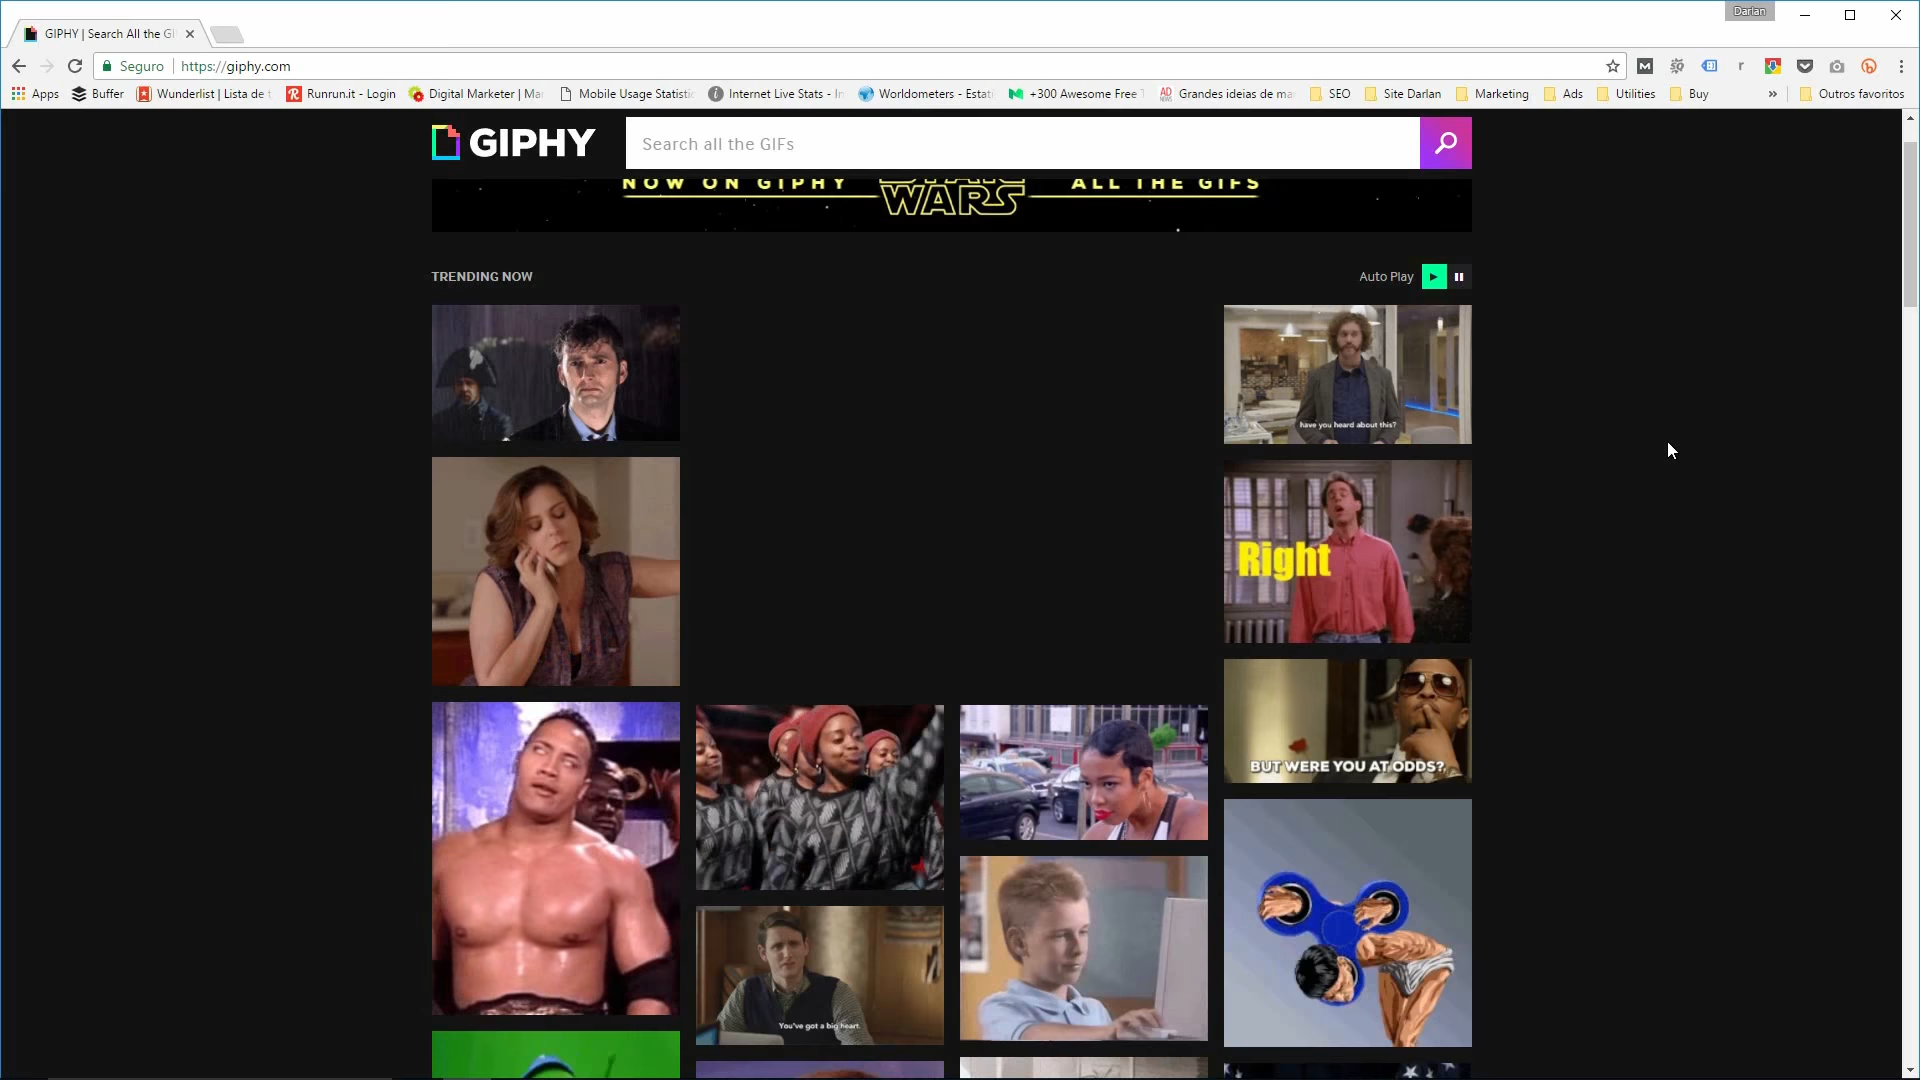 Darlan
GIPHY | Search All the GI
Seguro https://giphy.com
Apps Buffer Wunderlist | Lista de t Runrun.it - Login Digital Marketer | Ma Mobile Usage Statistic Internet Live Stats - In Worldometers - Estat +300 Awesome Free T Grandes ideias de ma SEO Site Darlan Marketing Ads Utilities Buy » Outros favoritos
GIPHY Search all the GIFs
NOW ON GIPHY STAR WARS ALL THE GIFS
TRENDING NOW Auto Play
have you heard about this?
Right
BUT WERE YOU AT ODDS?
You've got a big heart.